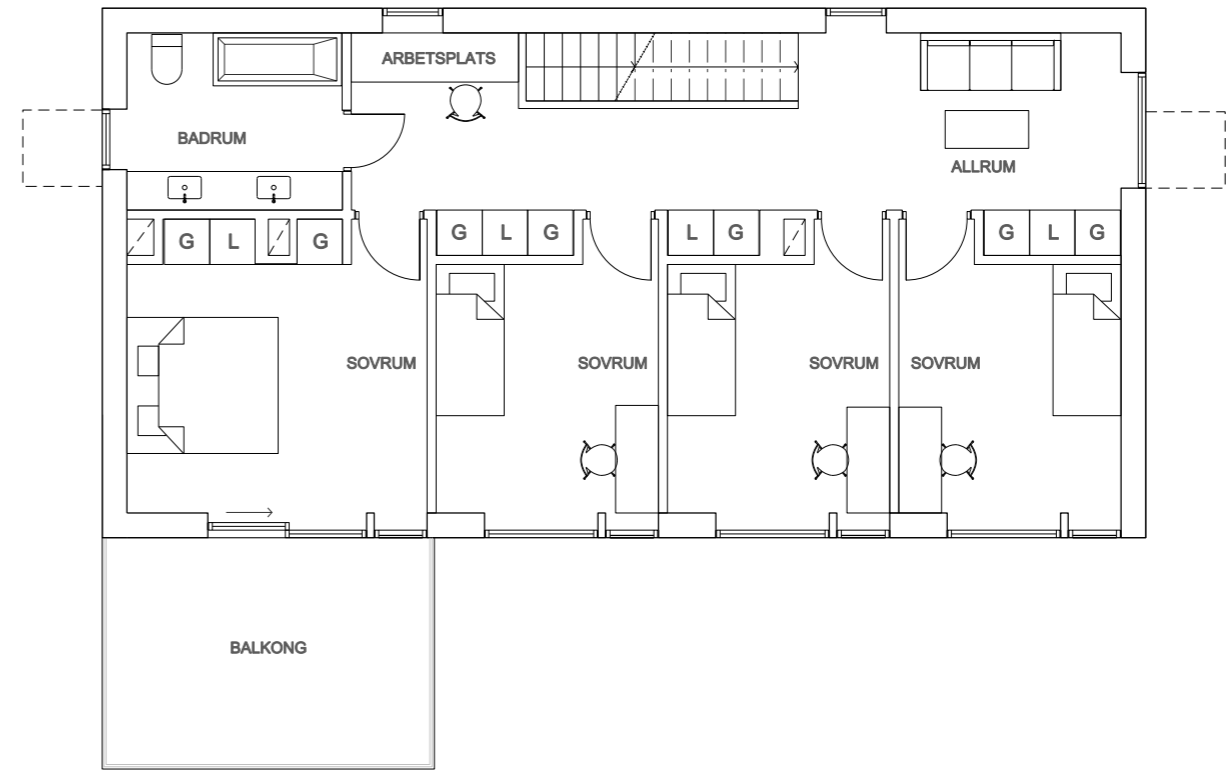 ARBETSPLATS
BADRUM
ALLRUM
G L G
G L G
L G
G L G
SOVRUM
SOVRUM
SOVRUM
SOVRUM
BALKONG